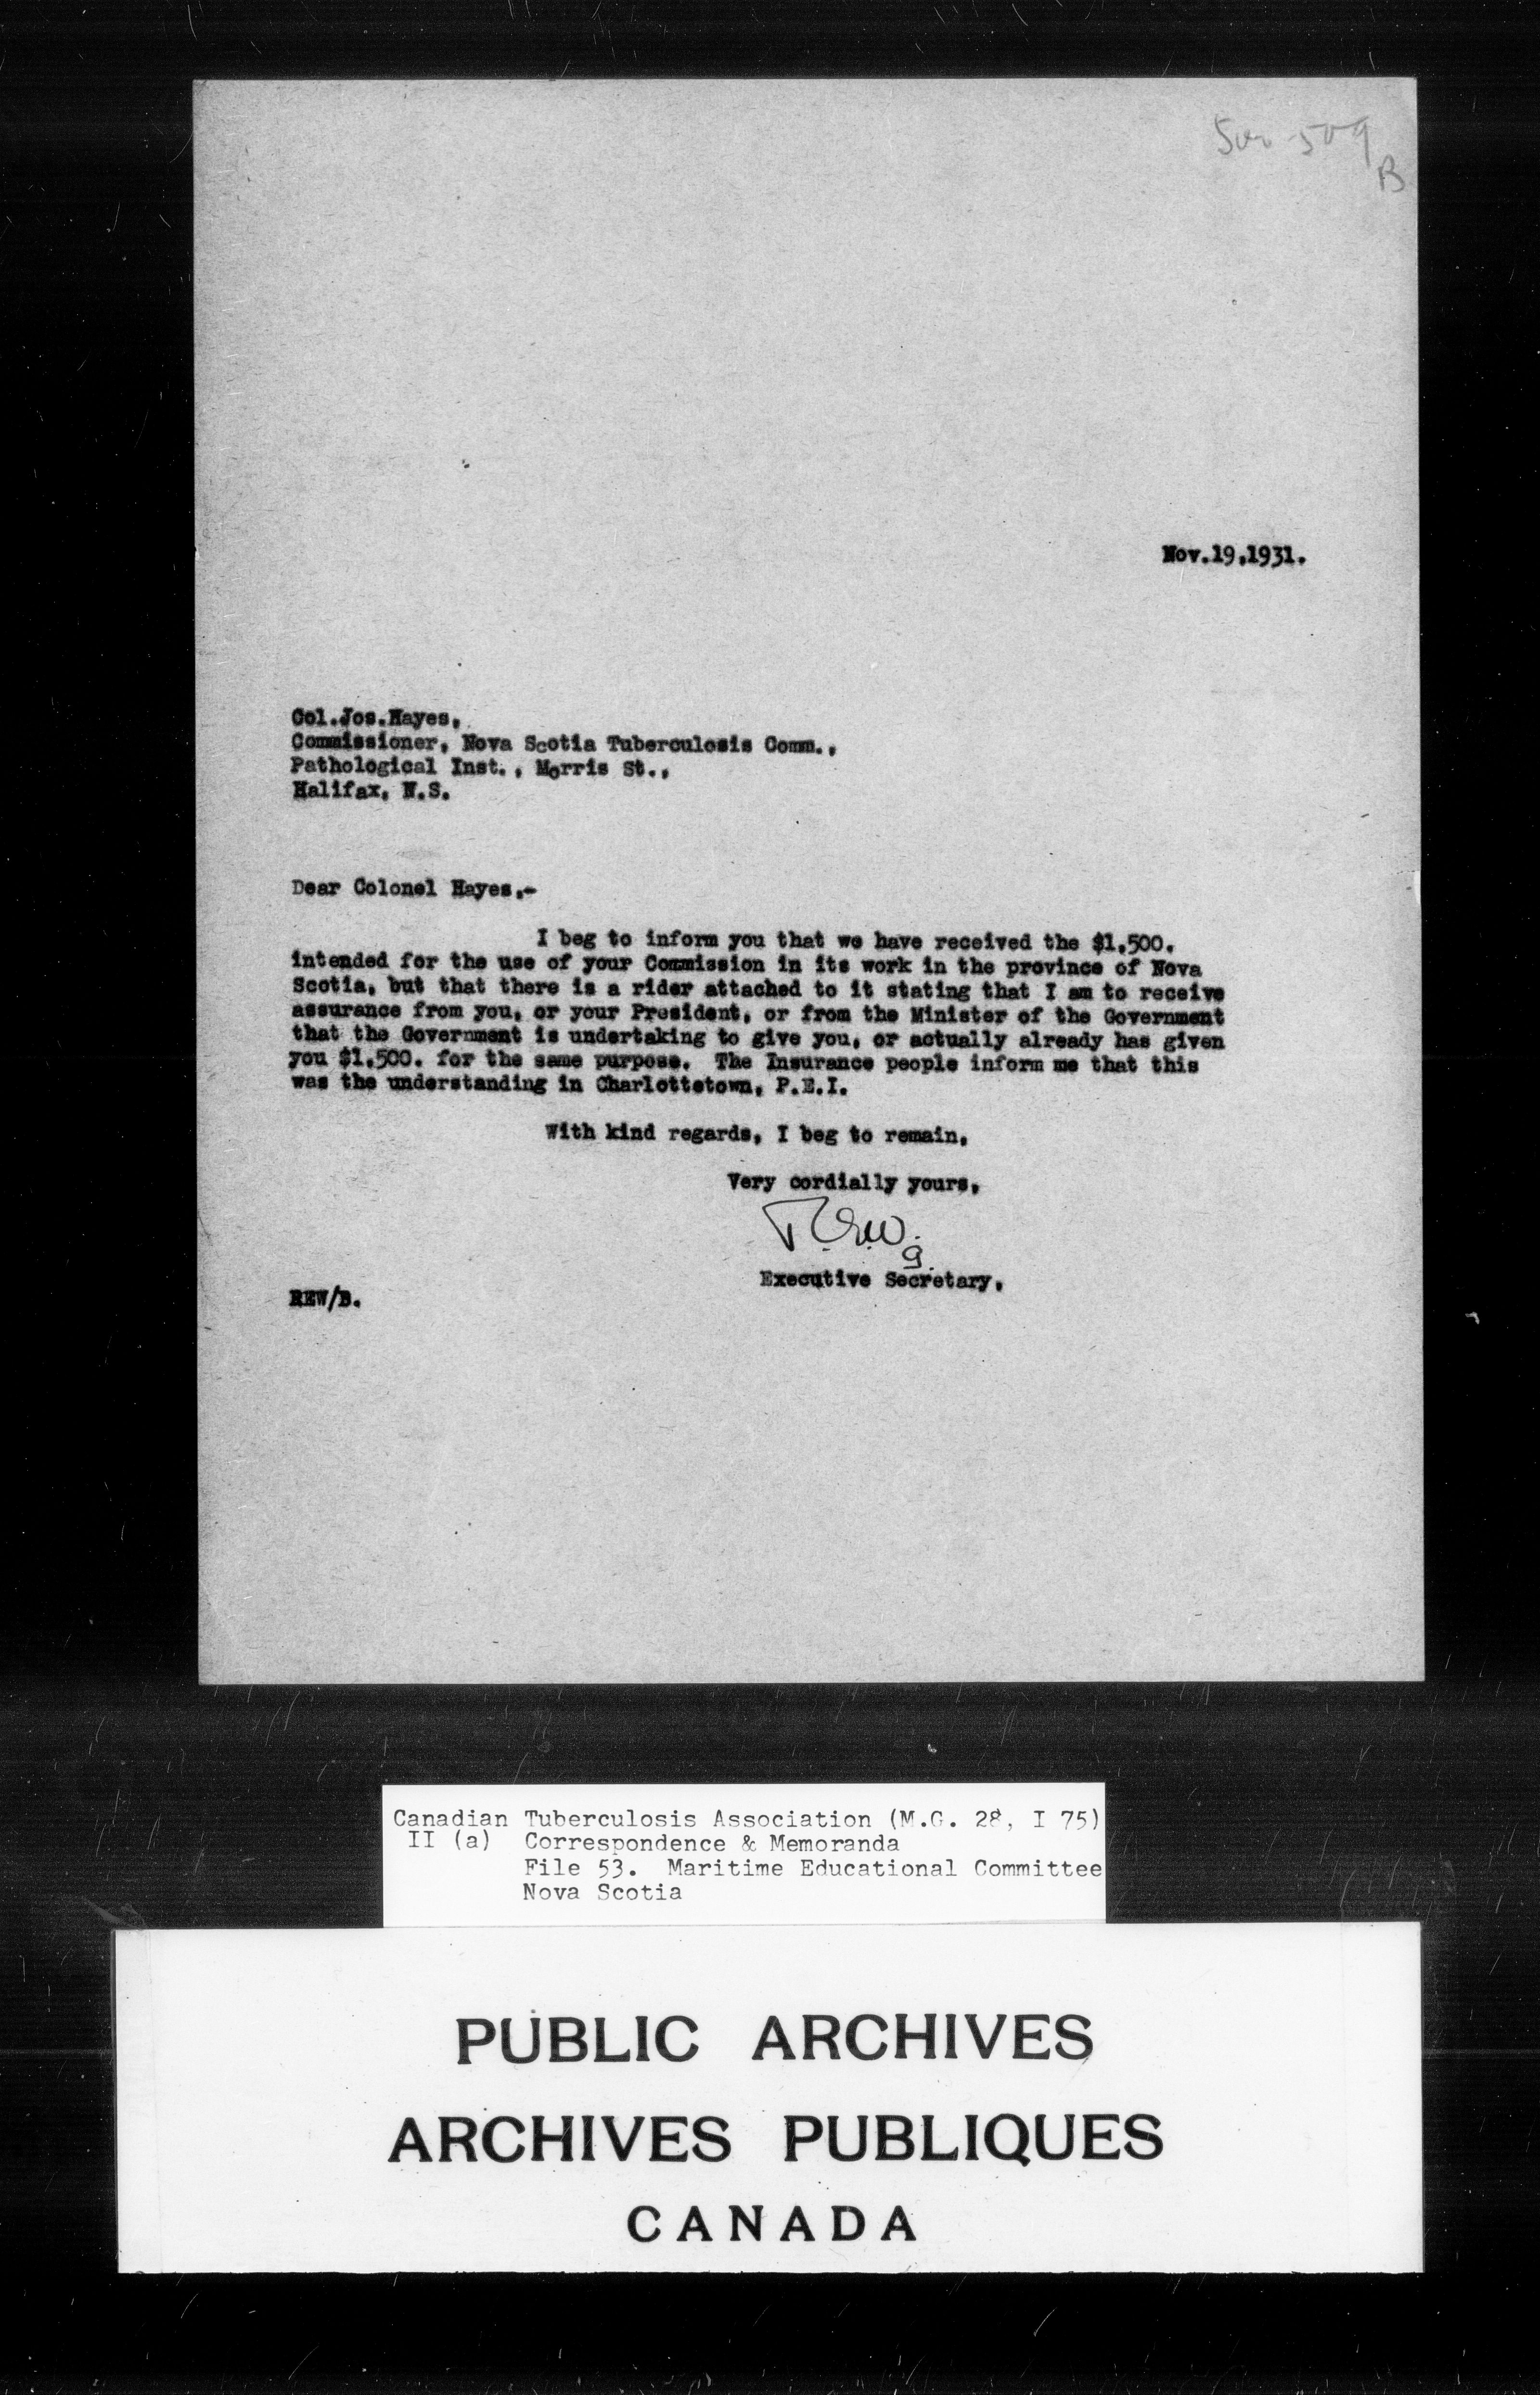 509
B
Nov.19,1931.
Col.Jos.Hayes,
Commissioner, Nova Scotia Tuberculosis Comm.,
Pathological Inst., Morris St.,
Halifax, N.S.
Dear Colonel Hayes,-
I beg to inform you that we have received the $1,500.
intended for the use of your Commission in its work in the province of Nova
Scotia, but that there is a rider attached to it stating that I am to receive
assurance from you, or your President, or from the Minister of the Government
that the Government is undertaking to give you, or actually already has given
you $1,500. for the same purpose. The Insurance people inform me that this
was the understanding in Charlottetown, P.E.I.
With kind regards, I beg to remain,
Very cordially yours,
R.E.W.
Executive Secretary.
REW/B.
Canadian Tuberculosis Association (M.G. 28, I 75)
II (a) Correspondence & Memoranda
File 53. Maritime Educational Committee
Nova Scotia
PUBLIC ARCHIVES
ARCHIVES PUBLIQUES
CANADA